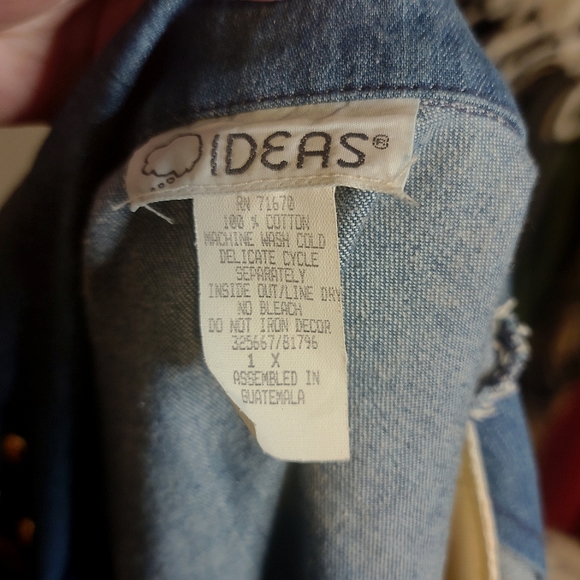 IDEAS®
RN 71670
100 % COTTON
MACHINE WASH COLD
DELICATE CYCLE
SEPARATELY
INSIDE OUT/LINE DRY
NO BLEACH
DO NOT IRON DECOR
325667/81796
1 X
ASSEMBLED IN
GUATEMALA